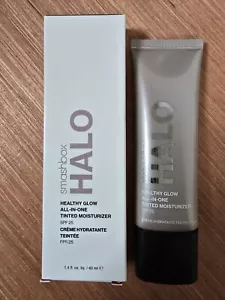 smashbox
HALO
HEALTHY GLOW
ALL-IN-ONE
TINTED MOISTURIZER
SPF 25
CRÈME HYDRATANTE
TEINTÉE
FPS 25
1.4 fl. oz. liq / 40 ml ℮
HALO
HEALTHY GLOW
ALL-IN-ONE
TINTED MOISTURIZER